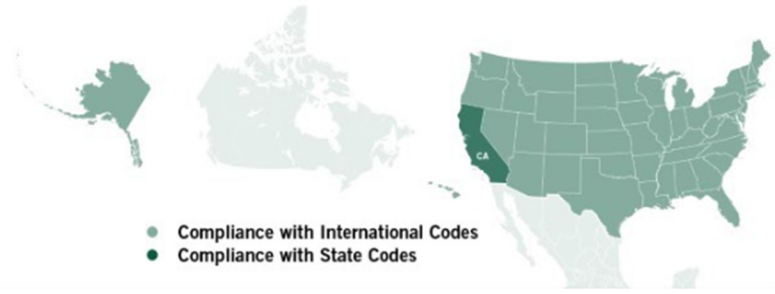 CA
Compliance with International Codes
Compliance with State Codes